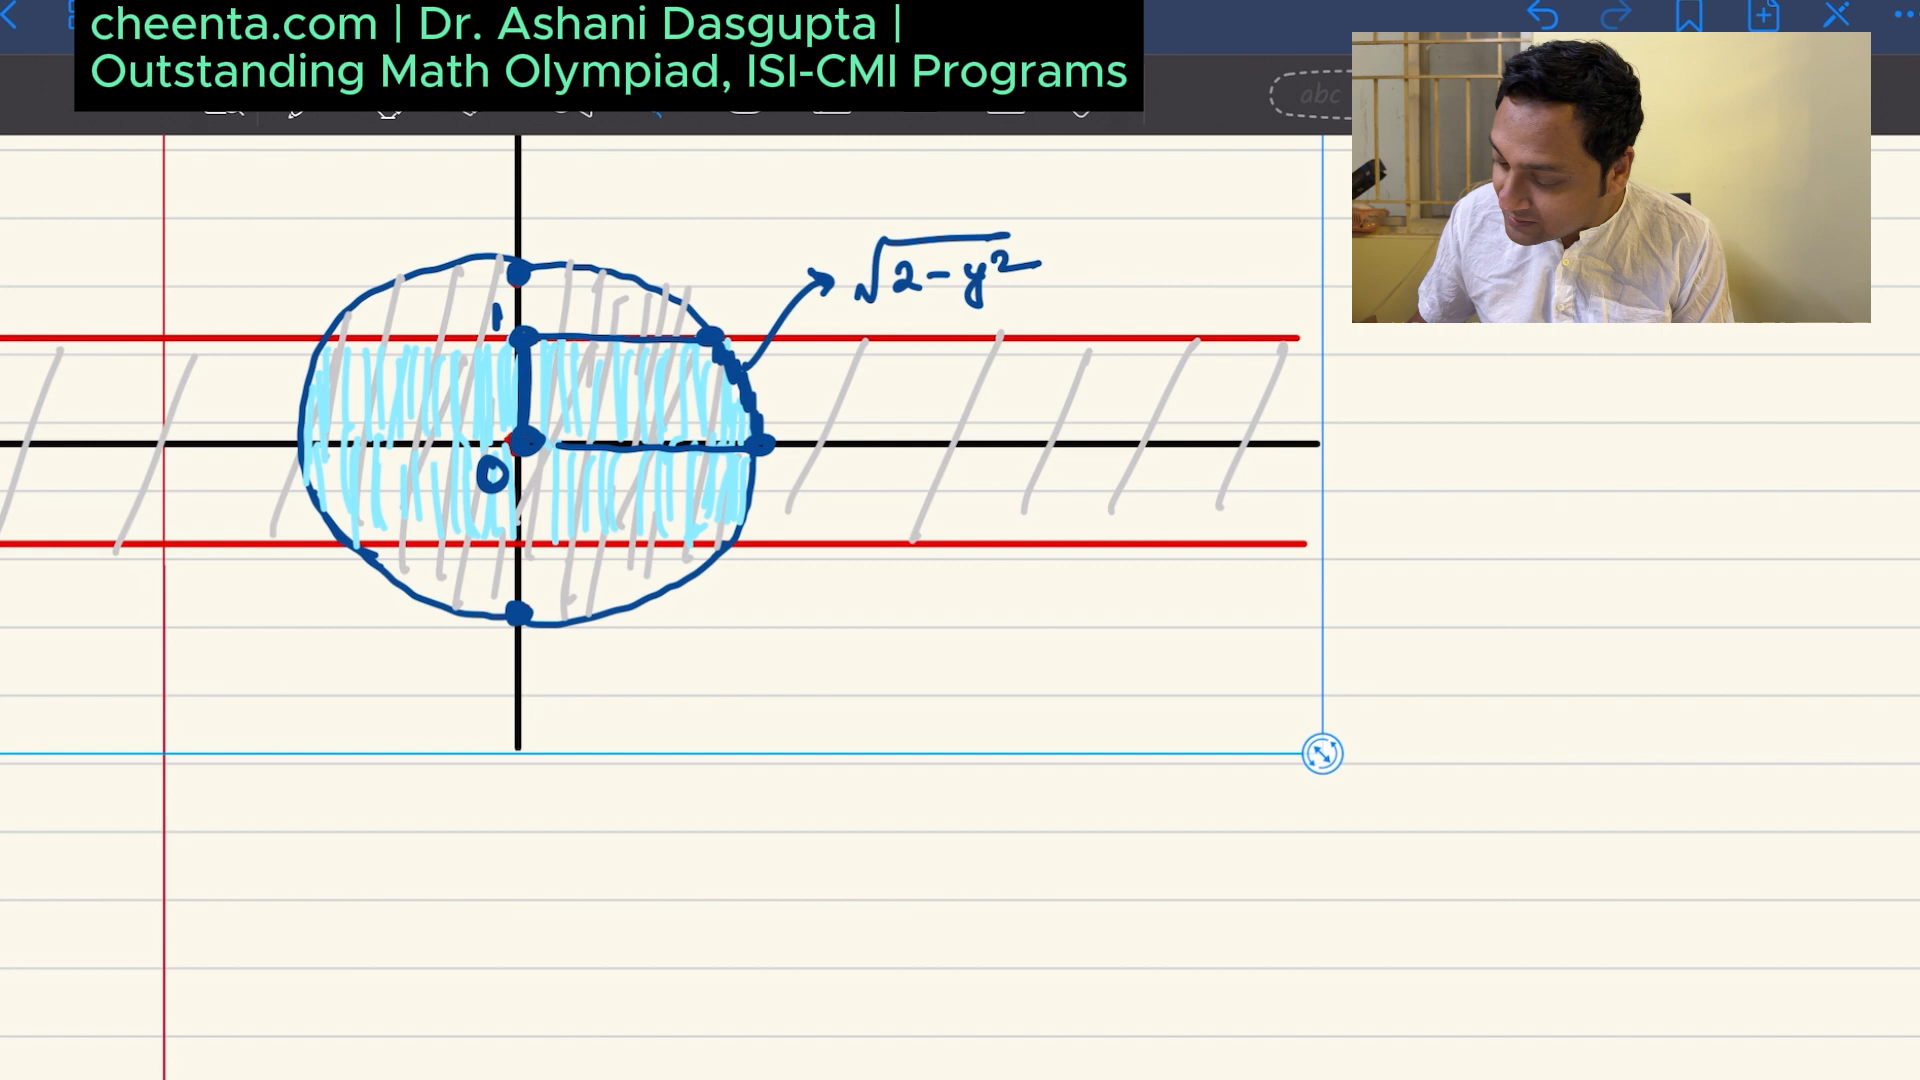 cheenta.com | Dr. Ashani Dasgupta |
Outstanding Math Olympiad, ISI-CMI Programs
abc
√2-y²
1
0